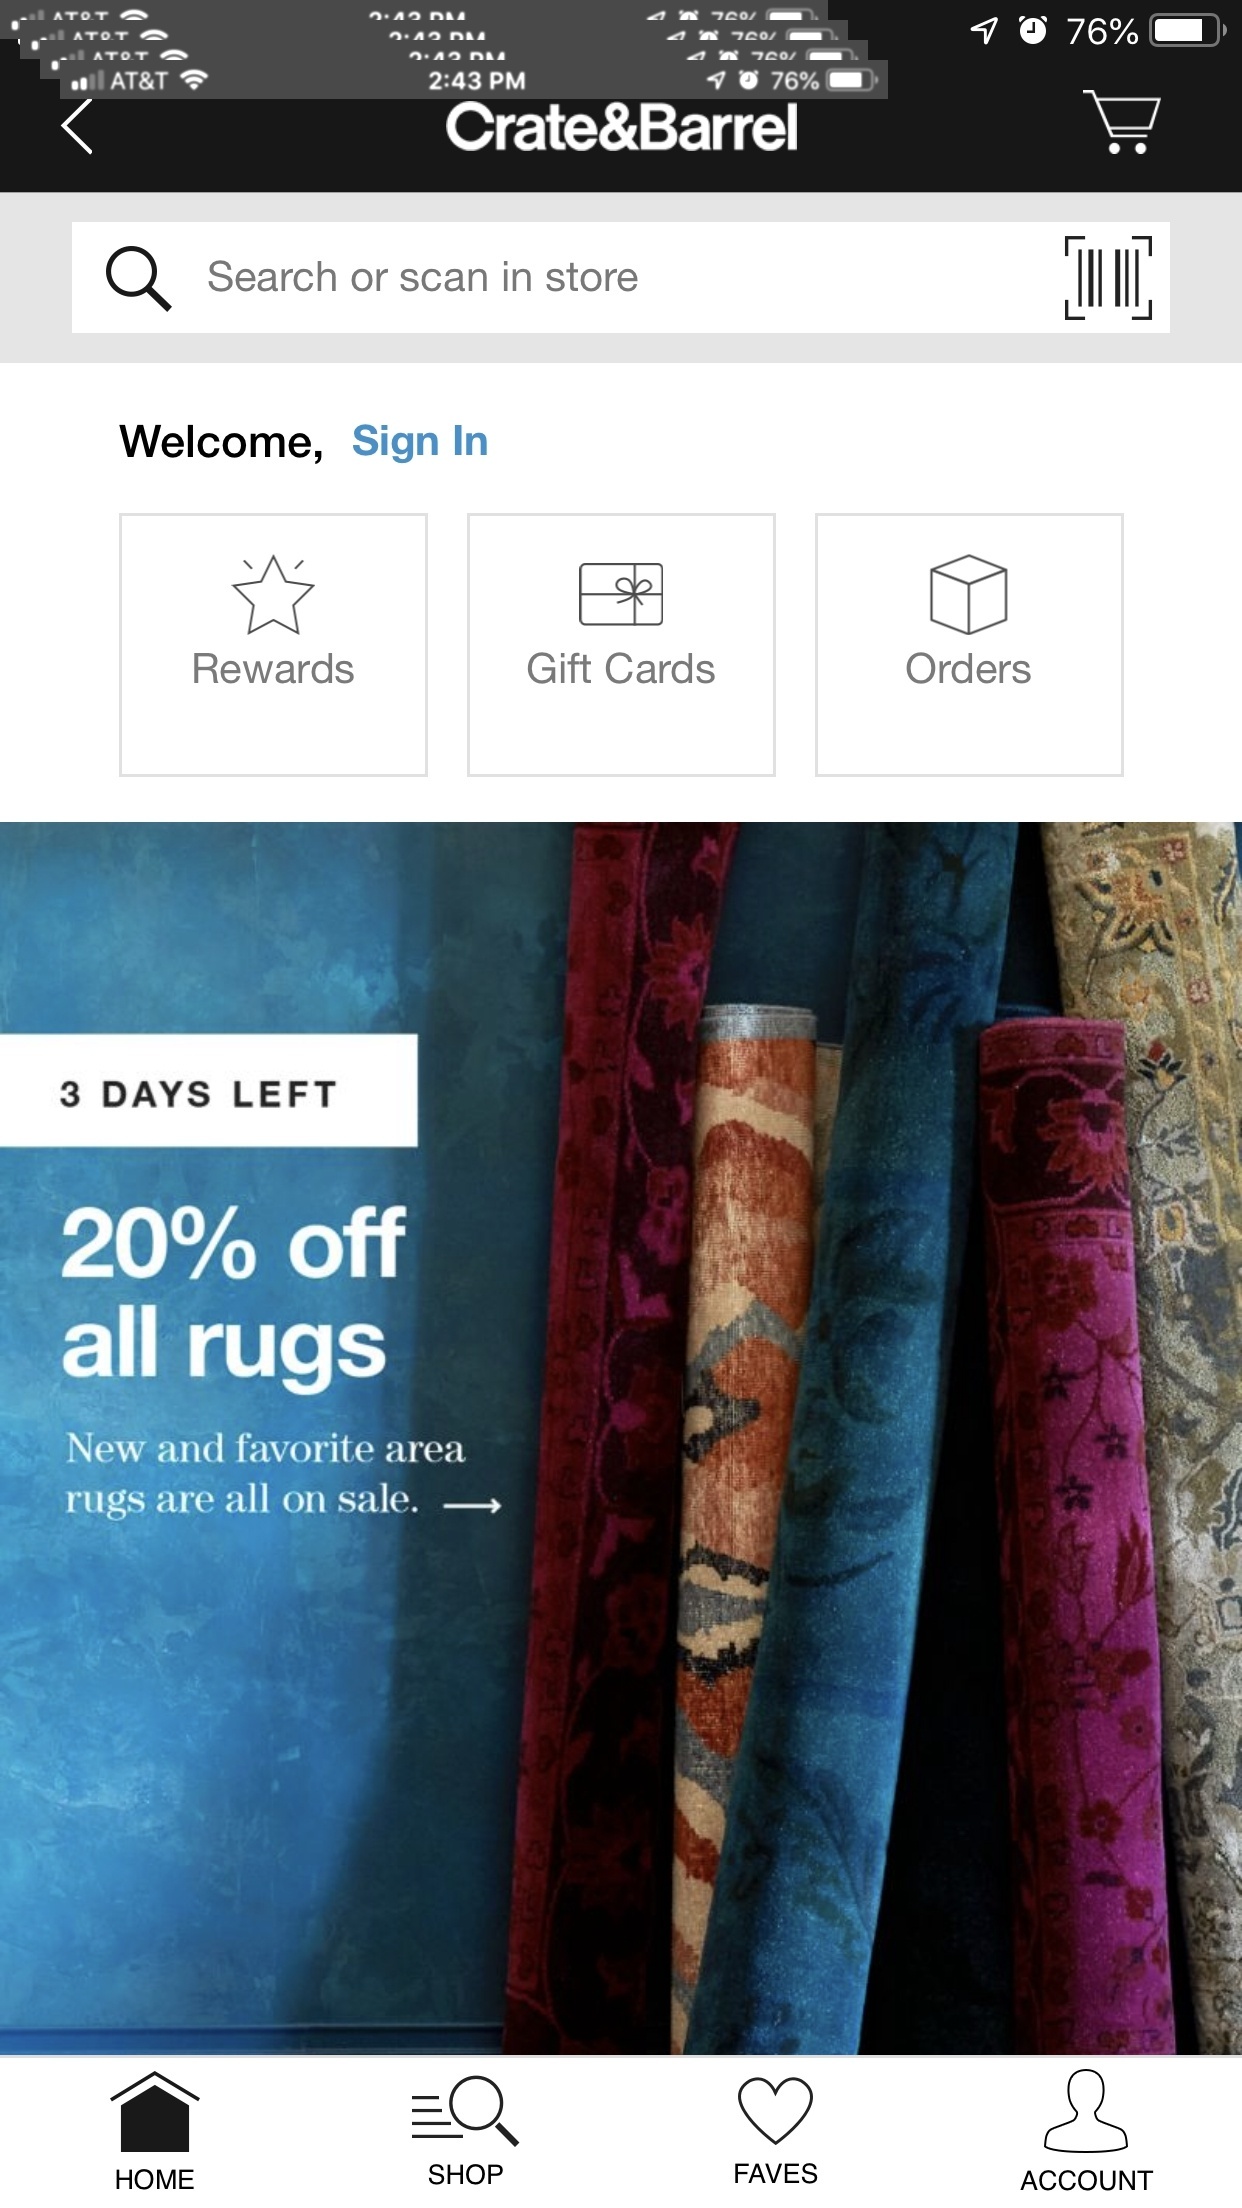 AT&T 2:43 PM 76%
76%
AT&T 2:43 PM 76%
AT&T 2:43 PM 76%
AT&T 2:43 PM 76%
Crate&Barrel
Search or scan in store
Welcome, Sign In
Rewards Gift Cards Orders
3 DAYS LEFT
20% off
all rugs
New and favorite area
rugs are all on sale. →
HOME SHOP FAVES ACCOUNT